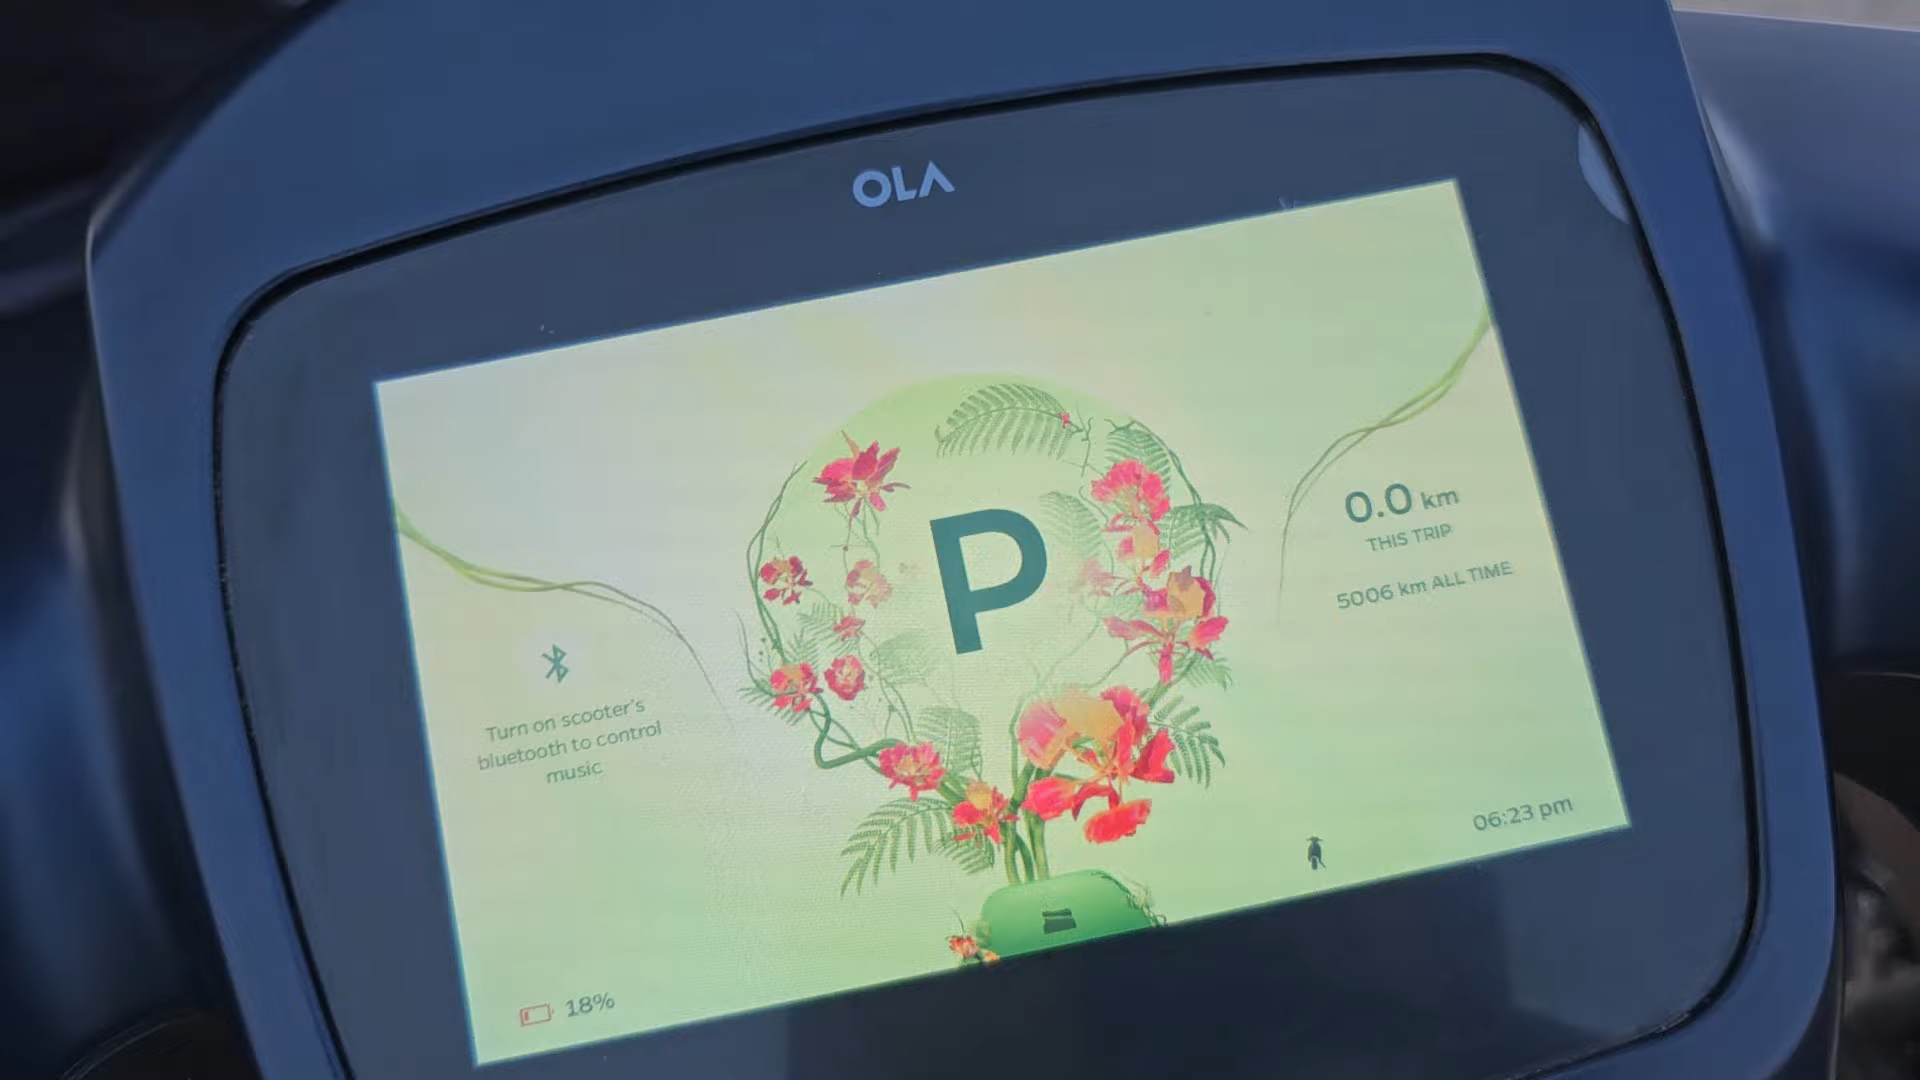 OLA
P
0.0 km
THIS TRIP
5006 km ALL TIME
Turn on scooter's
bluetooth to control
music
06:23 pm
18%